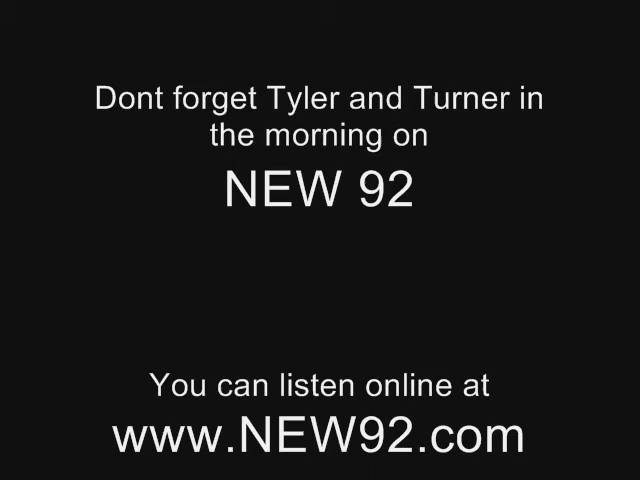 Dont forget Tyler and Turner in
the morning on
NEW 92
You can listen online at
www.NEW92.com